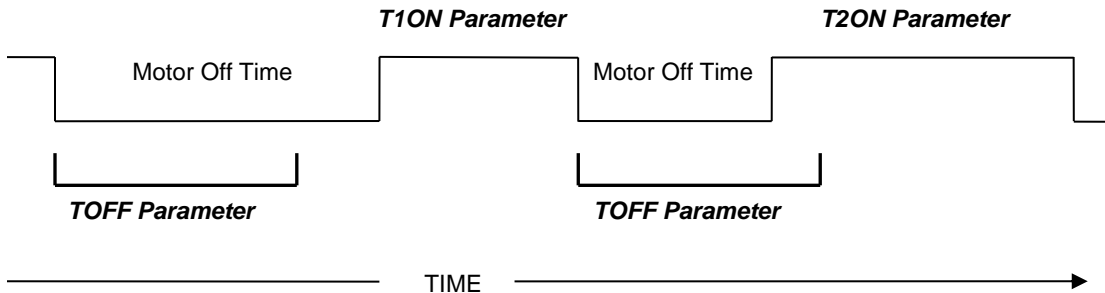 T1ON Parameter
T2ON Parameter
Motor Off Time
Motor Off Time
TOFF Parameter
TOFF Parameter
TIME